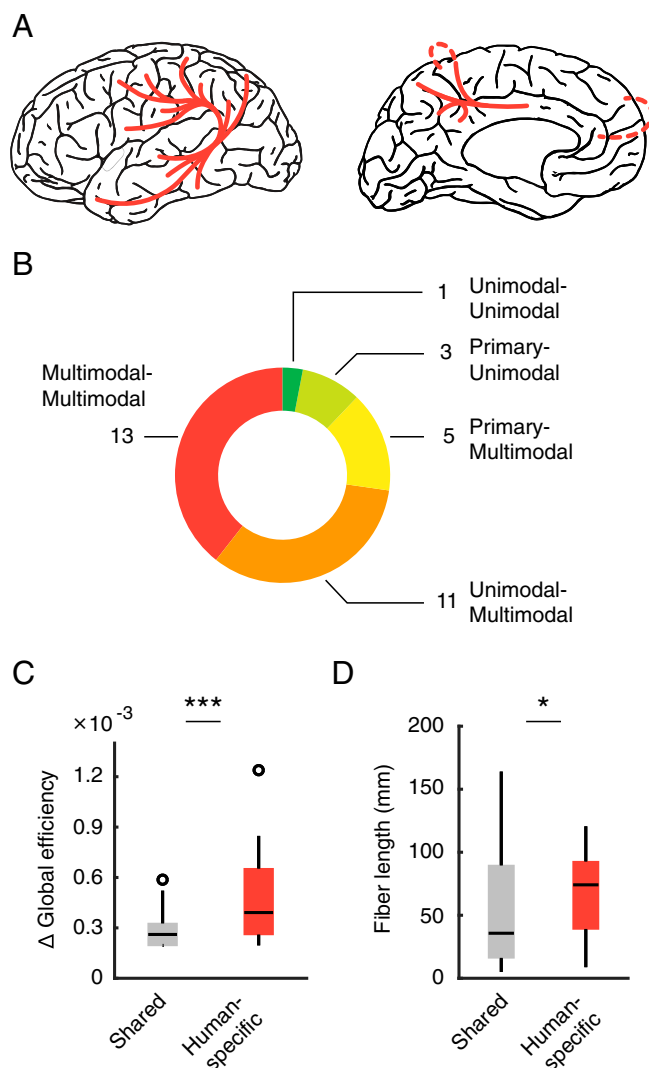 A
B
1
Unimodal-
Unimodal
3
Primary-
Unimodal
Multimodal-
Multimodal
13
5
Primary-
Multimodal
11
Unimodal-
Multimodal
C
×10⁻³
***
1.2
0.9
0.6
0.3
0
Δ Global efficiency
Shared
Human-
specific
D
*
200
150
100
50
0
Fiber length (mm)
Shared
Human-
specific